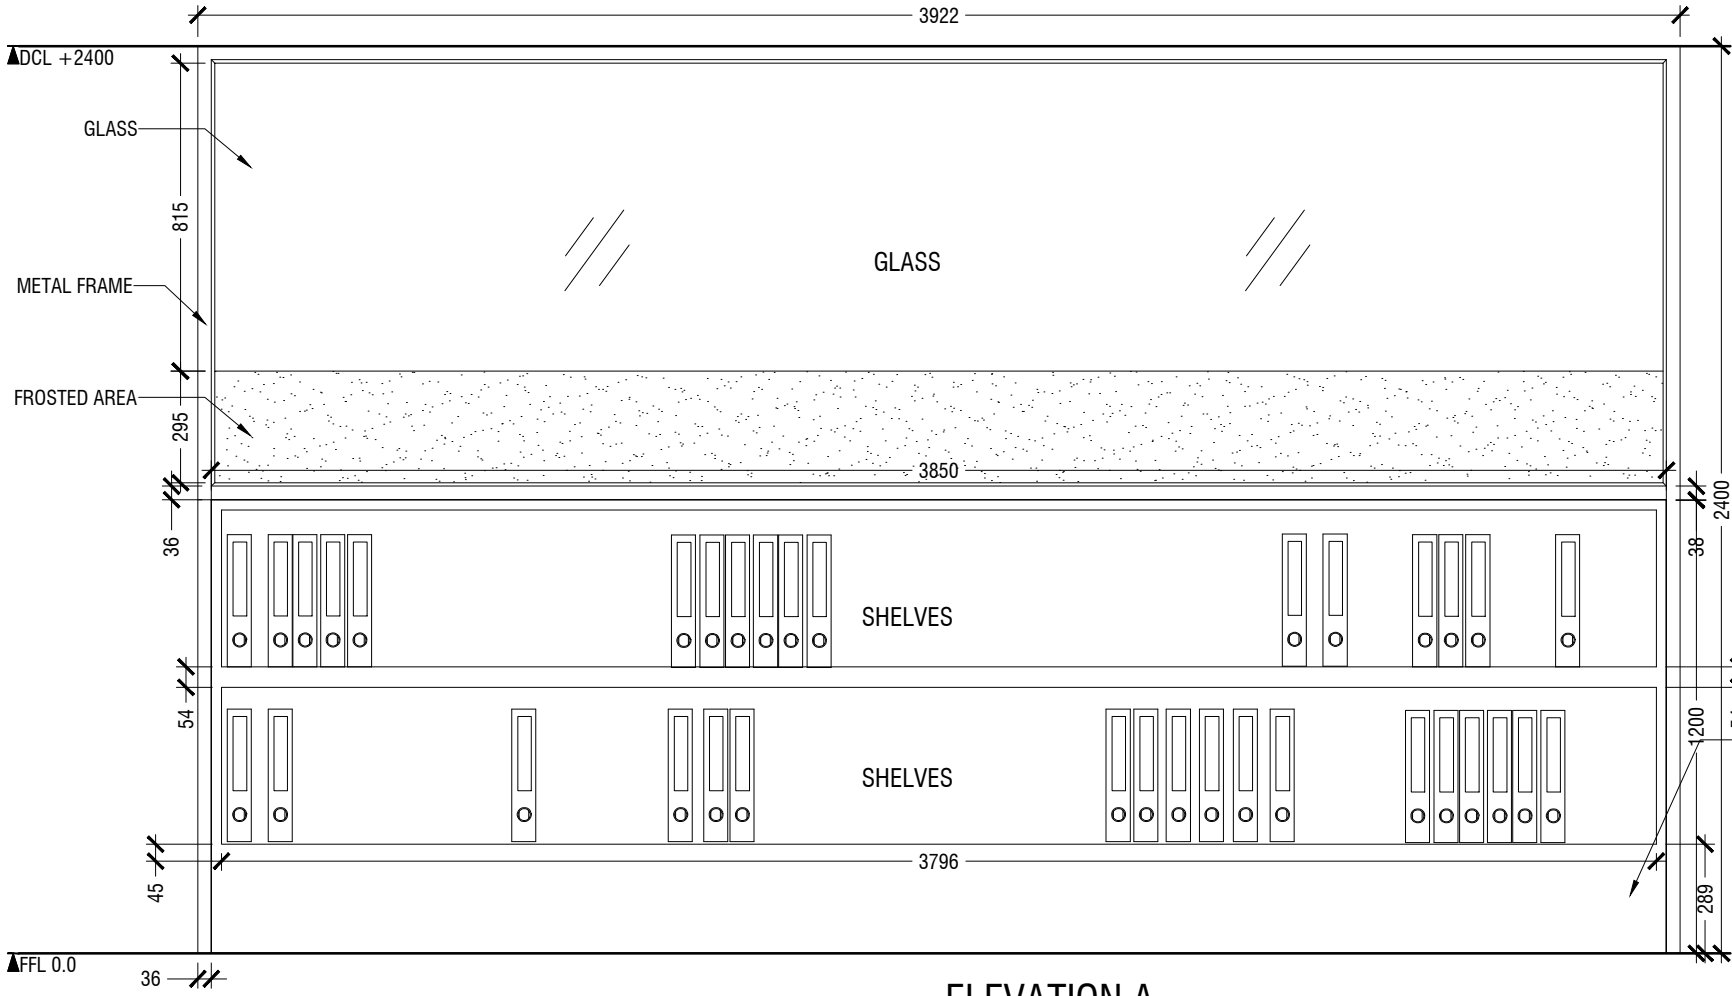 3922
DCL +2400
GLASS
815
GLASS
METAL FRAME
FROSTED AREA
295
3850
2400
36
38
SHELVES
54
1200
SHELVES
3796
45
289
FFL 0.0
36
ELEVATION A